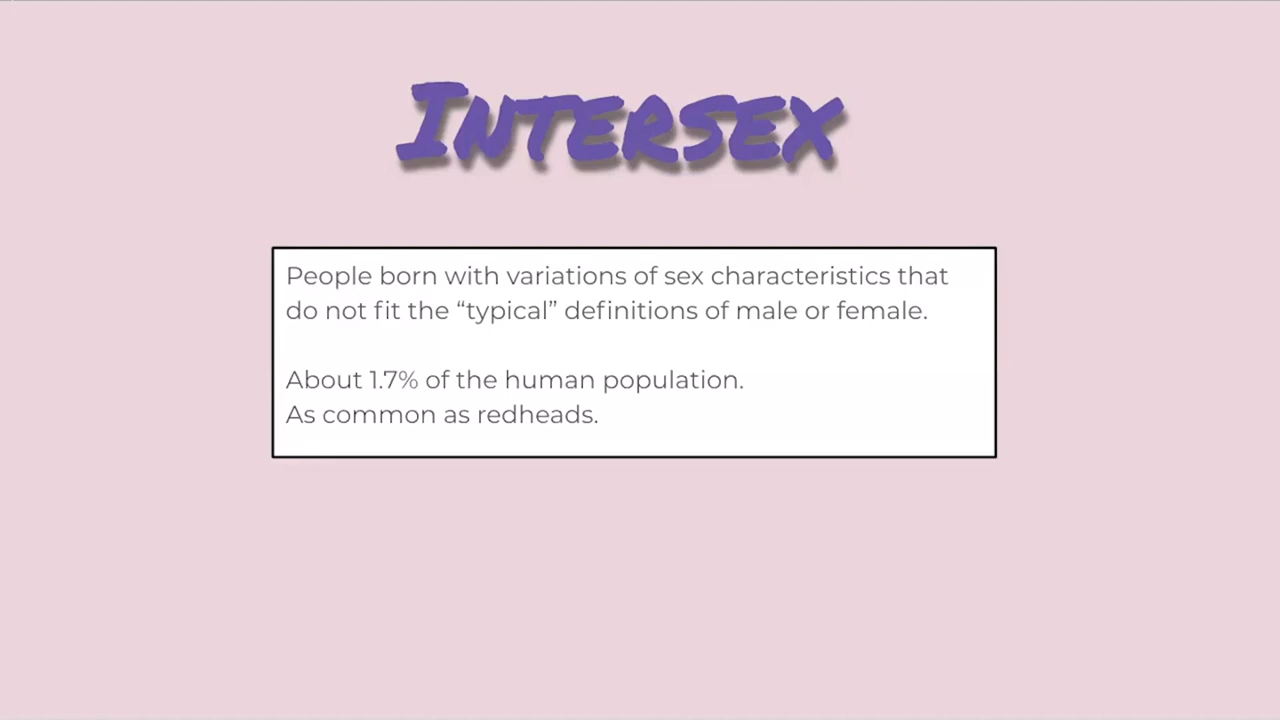 Intersex
People born with variations of sex characteristics that
do not fit the “typical” definitions of male or female.
About 1.7% of the human population.
As common as redheads.